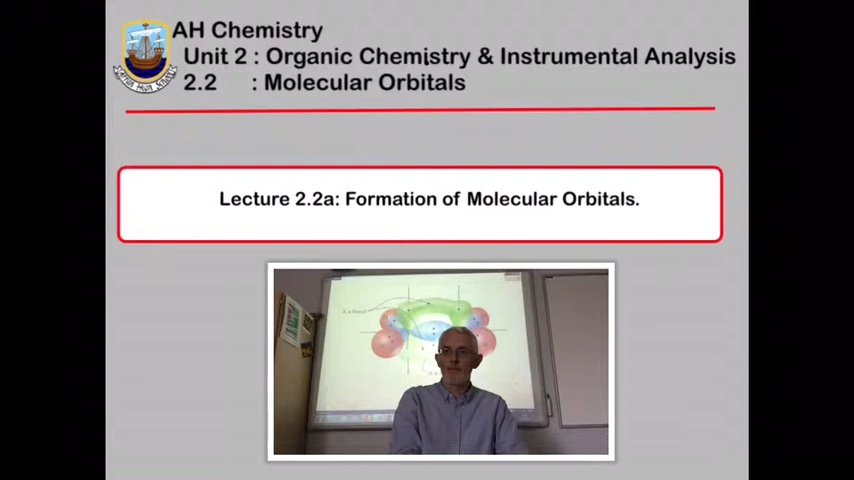 AH Chemistry
Unit 2 : Organic Chemistry & Instrumental Analysis
2.2 : Molecular Orbitals
Lecture 2.2a: Formation of Molecular Orbitals.